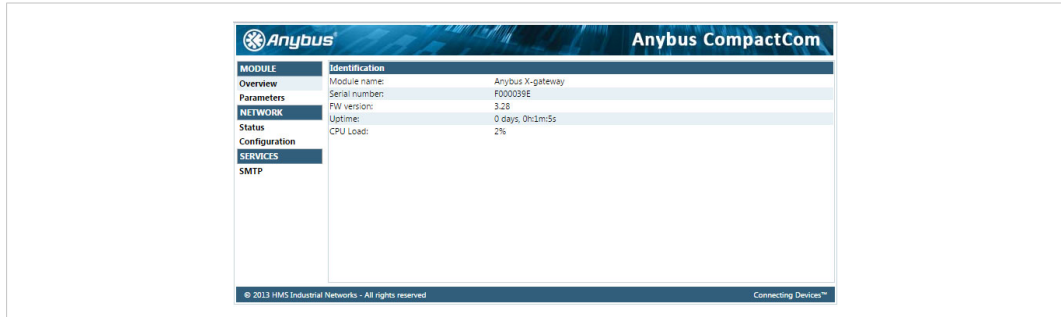 Anybus®
Anybus CompactCom
MODULE
Overview
Parameters
NETWORK
Status
Configuration
SERVICES
SMTP
Identification
Module name: Anybus X-gateway
Serial number: F000039E
FW version: 3.28
Uptime: 0 days, 0h:1m:5s
CPU Load: 2%
© 2013 HMS Industrial Networks - All rights reserved
Connecting Devices™